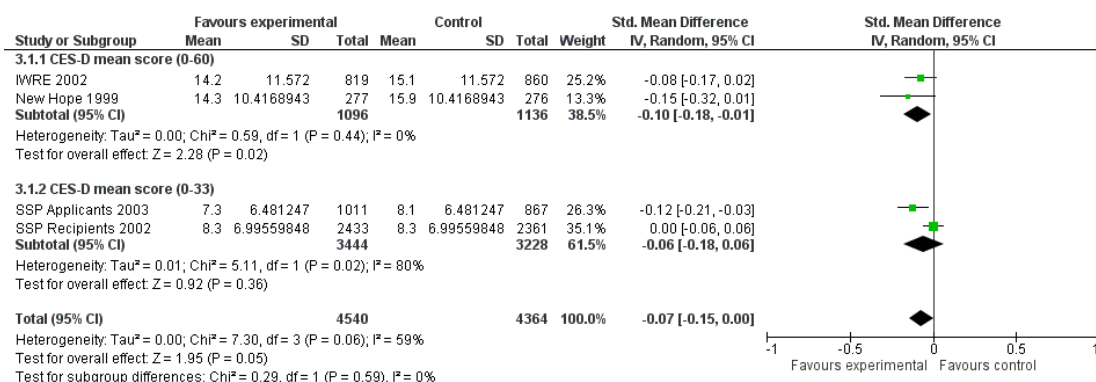 Favours experimental Control Std. Mean Difference Std. Mean Difference
Study or Subgroup Mean SD Total Mean SD Total Weight IV, Random, 95% CI IV, Random, 95% CI
3.1.1 CES-D mean score (0-60)
IWRE 2002 14.2 11.572 819 15.1 11.572 860 25.2% -0.08 [-0.17, 0.02]
New Hope 1999 14.3 10.4168943 277 15.9 10.4168943 276 13.3% -0.15 [-0.32, 0.01]
Subtotal (95% CI) 1096 1136 38.5% -0.10 [-0.18, -0.01]
Heterogeneity: Tau² = 0.00; Chi² = 0.59, df = 1 (P = 0.44); I² = 0%
Test for overall effect: Z = 2.28 (P = 0.02)
3.1.2 CES-D mean score (0-33)
SSP Applicants 2003 7.3 6.481247 1011 8.1 6.481247 867 26.3% -0.12 [-0.21, -0.03]
SSP Recipients 2002 8.3 6.99559848 2433 8.3 6.99559848 2361 35.1% 0.00 [-0.06, 0.06]
Subtotal (95% CI) 3444 3228 61.5% -0.06 [-0.18, 0.06]
Heterogeneity: Tau² = 0.01; Chi² = 5.11, df = 1 (P = 0.02); I² = 80%
Test for overall effect: Z = 0.92 (P = 0.36)
Total (95% CI) 4540 4364 100.0% -0.07 [-0.15, 0.00]
Heterogeneity: Tau² = 0.00; Chi² = 7.30, df = 3 (P = 0.06); I² = 59%
Test for overall effect: Z = 1.95 (P = 0.05)
Test for subgroup differences: Chi² = 0.29, df = 1 (P = 0.59), I² = 0%
-1 -0.5 0 0.5 1
Favours experimental Favours control